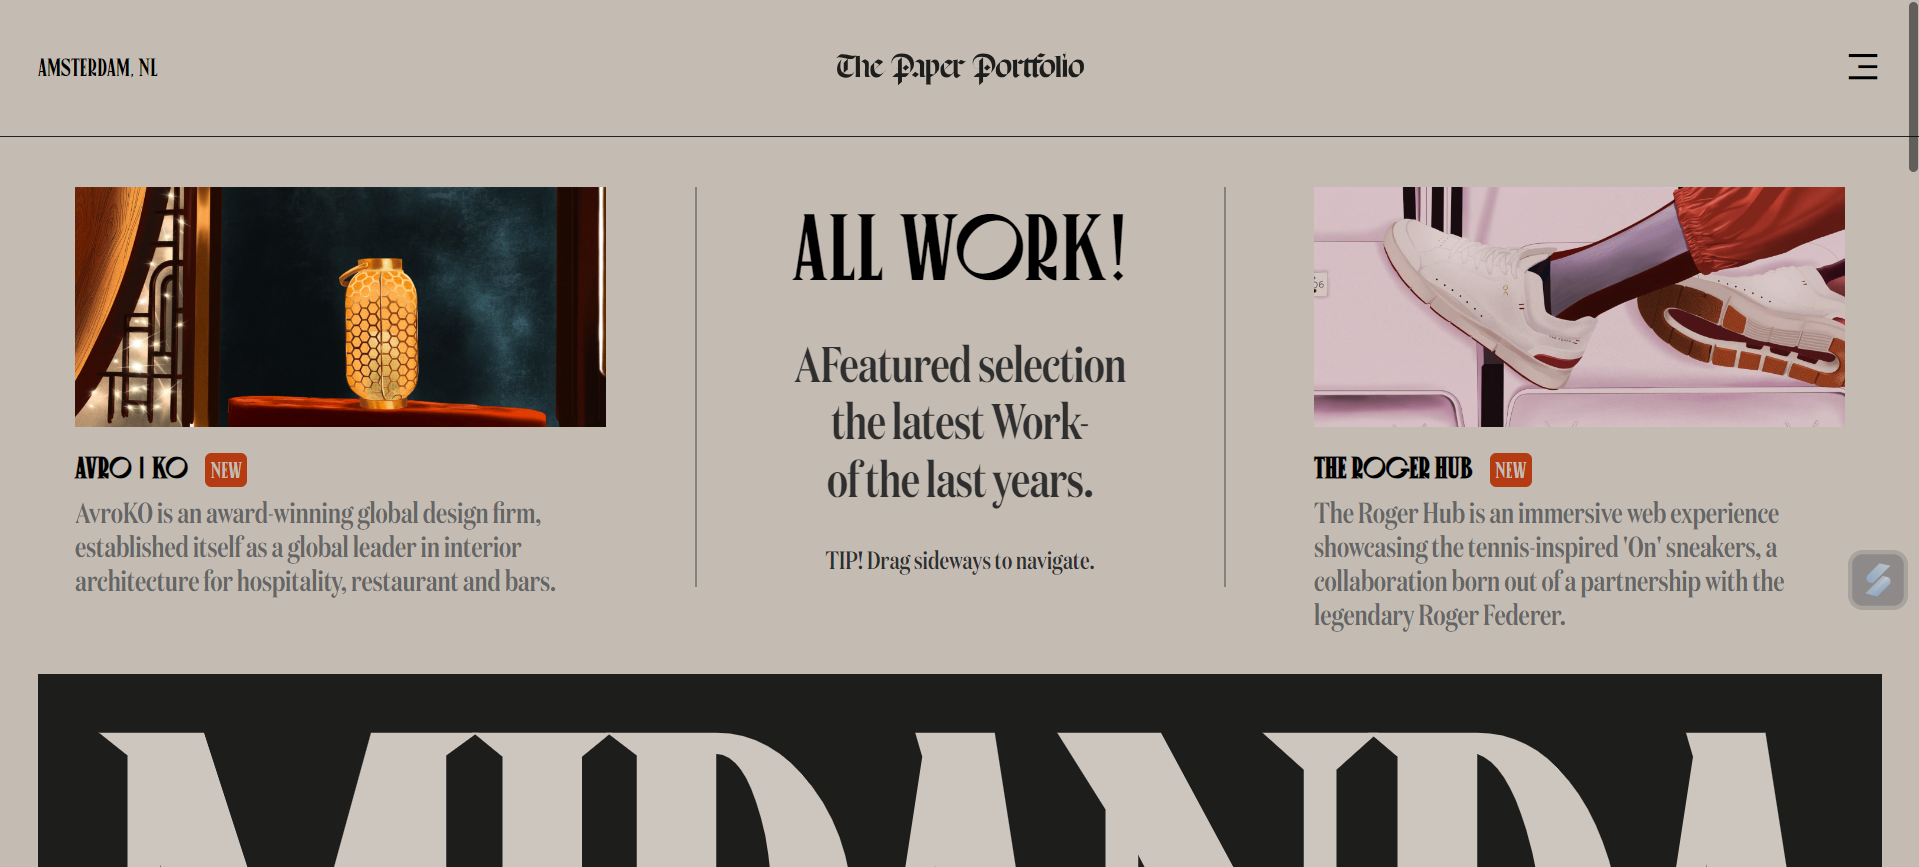 AMSTERDAM, NL
The Paper Portfolio
ALL WORK!
AFeatured selection
the latest Work-
of the last years.
TIP! Drag sideways to navigate.
AVRO | KO NEW
AvroKO is an award-winning global design firm,
established itself as a global leader in interior
architecture for hospitality, restaurant and bars.
THE ROGER HUB NEW
The Roger Hub is an immersive web experience
showcasing the tennis-inspired 'On' sneakers, a
collaboration born out of a partnership with the
legendary Roger Federer.
MIRANDA